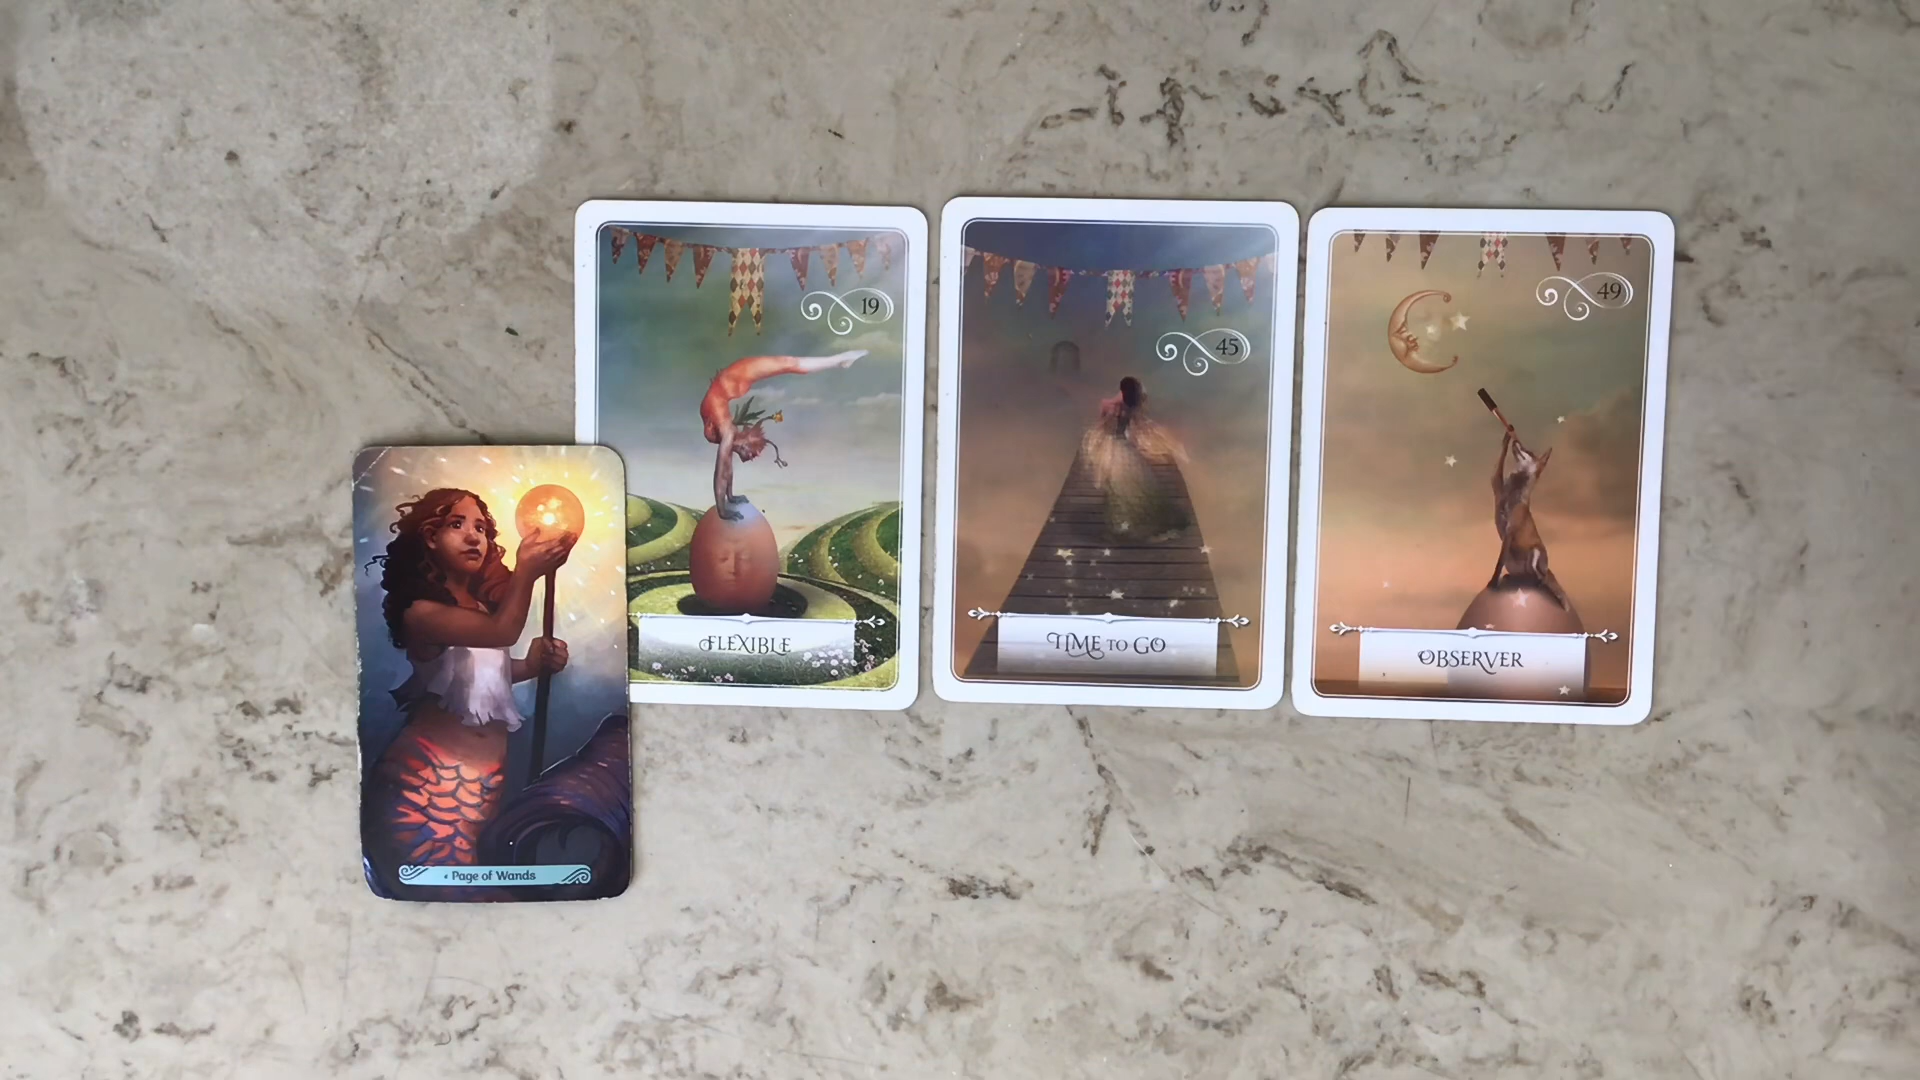 19
FLEXIBLE
45
TIME TO GO
49
OBSERVER
Page of Wands